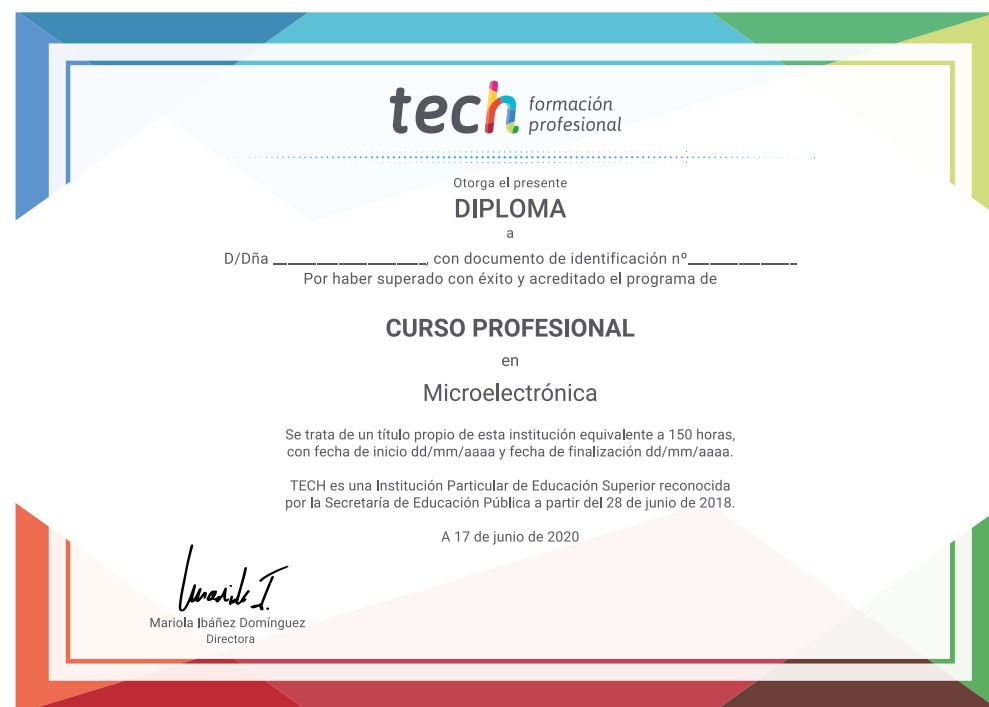 tech formación
profesional
Otorga el presente
DIPLOMA
a
D/Dña ____________________, con documento de identificación nº______________
Por haber superado con éxito y acreditado el programa de
CURSO PROFESIONAL
en
Microelectrónica
Se trata de un título propio de esta institución equivalente a 150 horas,
con fecha de inicio dd/mm/aaaa y fecha de finalización dd/mm/aaaa.
TECH es una Institución Particular de Educación Superior reconocida
por la Secretaría de Educación Pública a partir del 28 de junio de 2018.
A 17 de junio de 2020
Mariola Ibáñez Domínguez
Directora